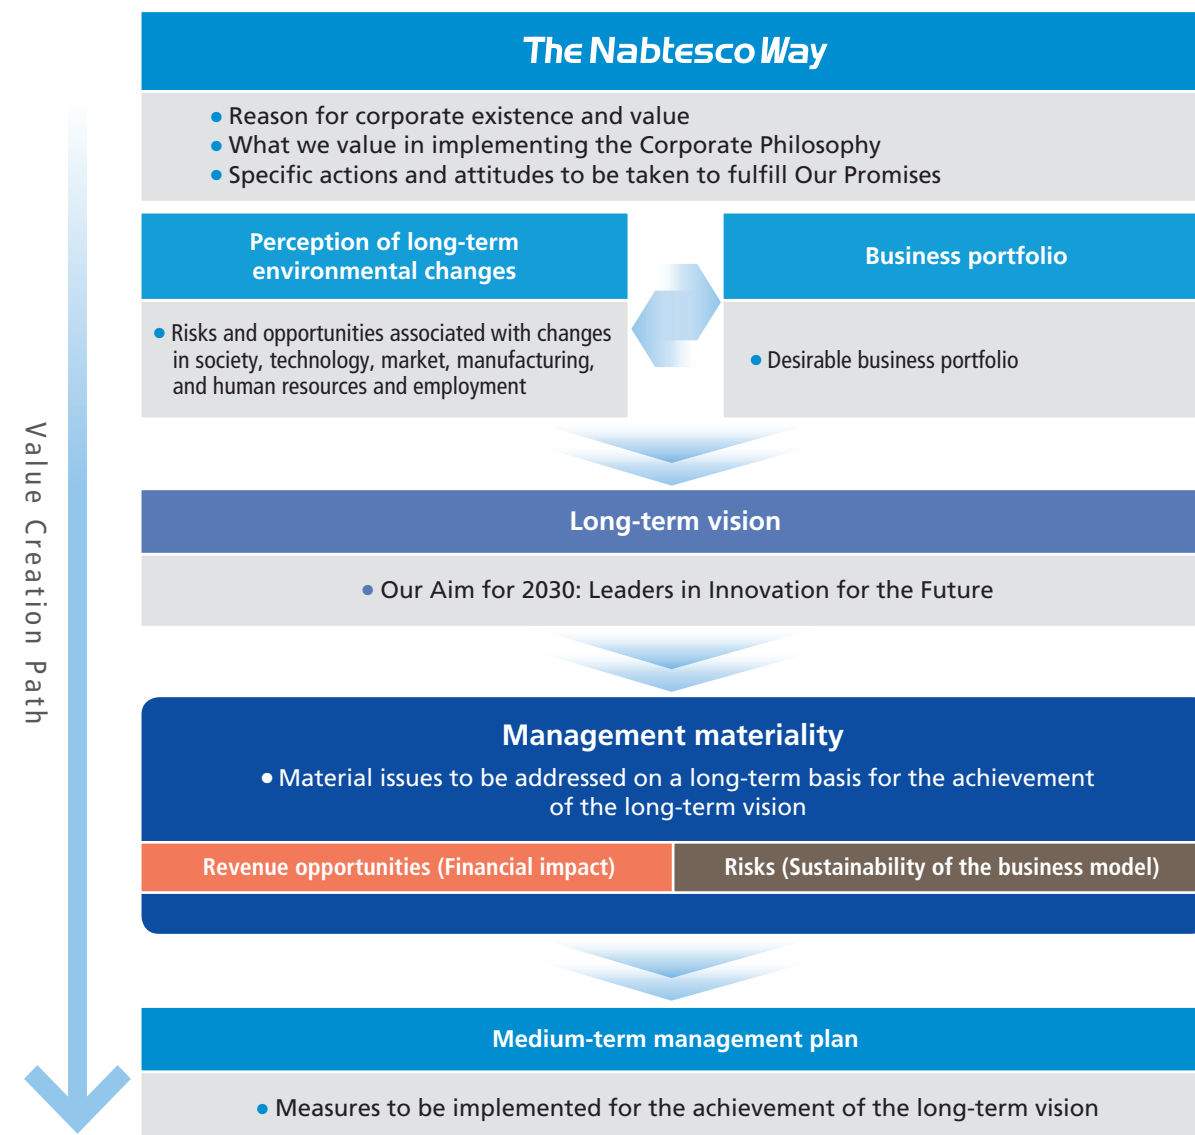 The Nabtesco Way
● Reason for corporate existence and value
● What we value in implementing the Corporate Philosophy
● Specific actions and attitudes to be taken to fulfill Our Promises
Perception of long-term
environmental changes
● Risks and opportunities associated with changes
in society, technology, market, manufacturing,
and human resources and employment
Business portfolio
● Desirable business portfolio
Value Creation Path
Long-term vision
● Our Aim for 2030: Leaders in Innovation for the Future
Management materiality
● Material issues to be addressed on a long-term basis for the achievement
of the long-term vision
Revenue opportunities (Financial impact)
Risks (Sustainability of the business model)
Medium-term management plan
● Measures to be implemented for the achievement of the long-term vision